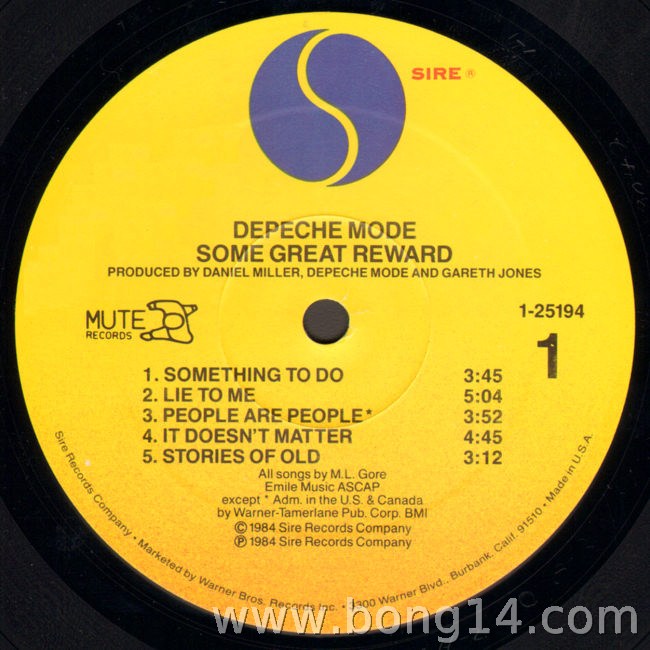 SIRE ®
DEPECHE MODE
SOME GREAT REWARD
PRODUCED BY DANIEL MILLER, DEPECHE MODE AND GARETH JONES
MUTE
RECORDS
1-25194
1
1. SOMETHING TO DO 3:45
2. LIE TO ME 5:04
3. PEOPLE ARE PEOPLE* 3:52
4. IT DOESN'T MATTER 4:45
5. STORIES OF OLD 3:12
All songs by M.L. Gore
Emile Music ASCAP
except * Adm. in the U.S. & Canada
by Warner-Tamerlane Pub. Corp. BMI
© 1984 Sire Records Company
℗ 1984 Sire Records Company
Sire Records Company • Marketed by Warner Bros. Records Inc. • 3300 Warner Blvd., Burbank, Calif. 91510 • Made in U.S.A.
www.bong14.com